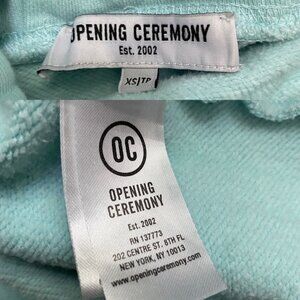 OPENING CEREMONY
Est. 2002
XS/TP
OC
OPENING
CEREMONY
Est. 2002
RN 137773
202 CENTRE ST. 8TH FL
NEW YORK, NY 10013
www.openingceremony.com